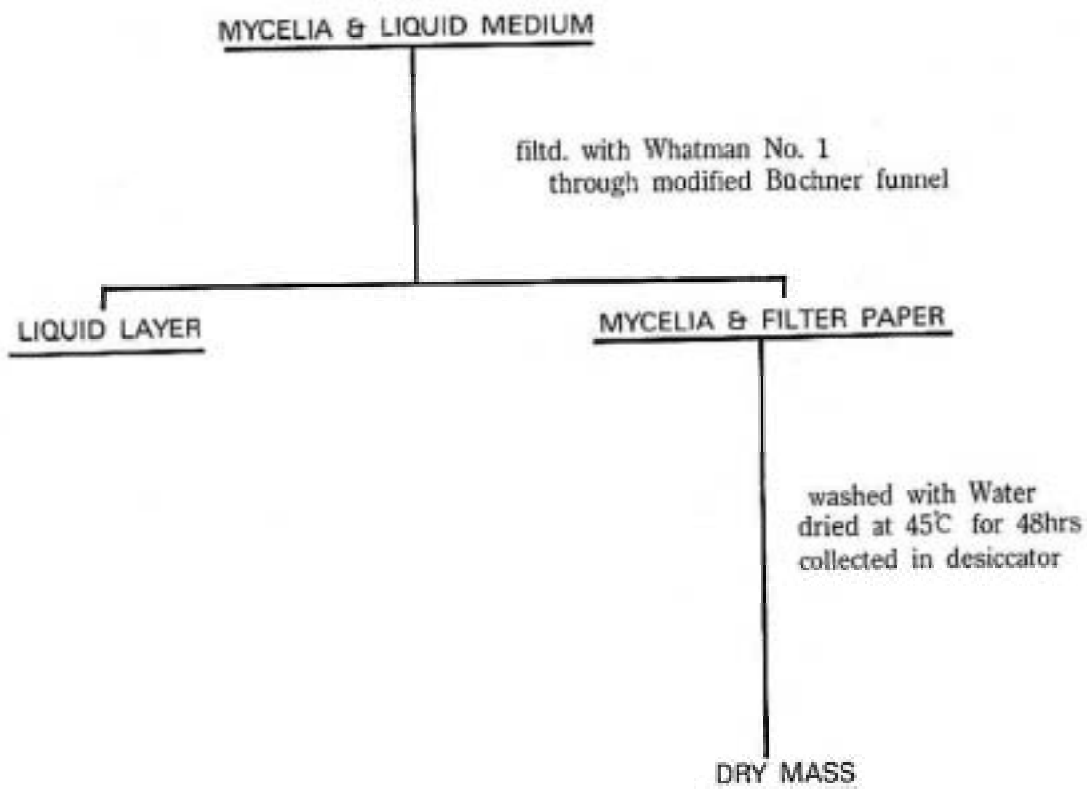 MYCELIA & LIQUID MEDIUM
filtd. with Whatman No. 1
through modified Büchner funnel
LIQUID LAYER
MYCELIA & FILTER PAPER
washed with Water
dried at 45℃ for 48hrs
collected in desiccator
DRY MASS